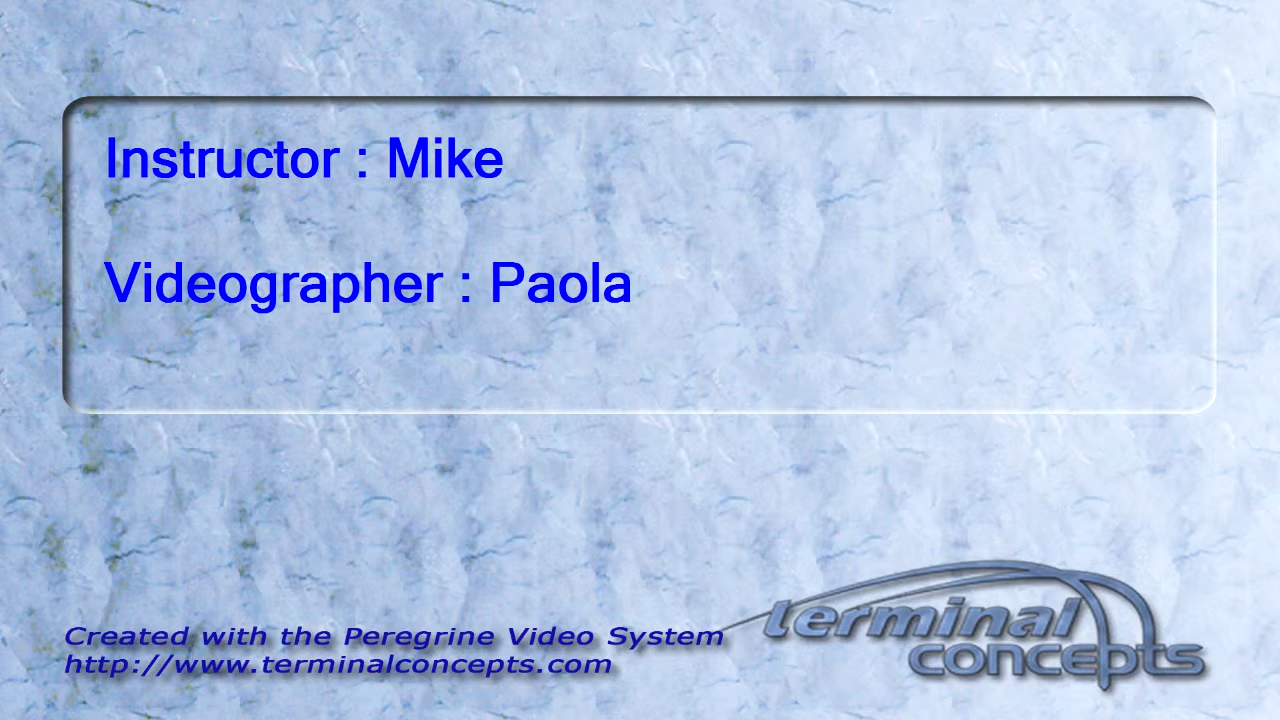 Instructor : Mike
Videographer : Paola
Created with the Peregrine Video System
http://www.terminalconcepts.com
terminal
concepts